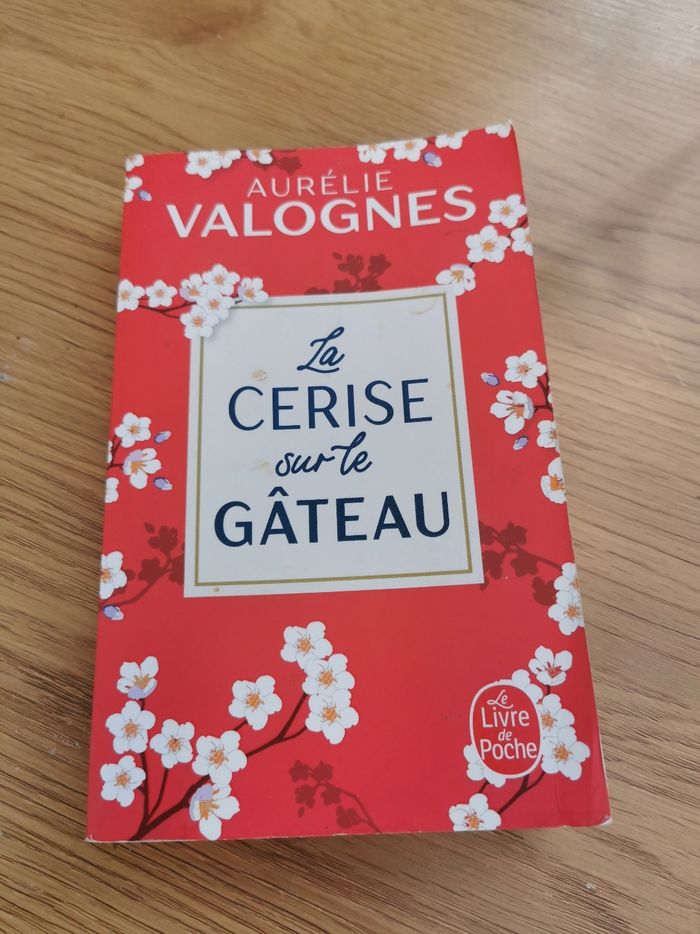 AURÉLIE
VALOGNES
La
CERISE
sur le
GÂTEAU
Le
Livre
de
Poche